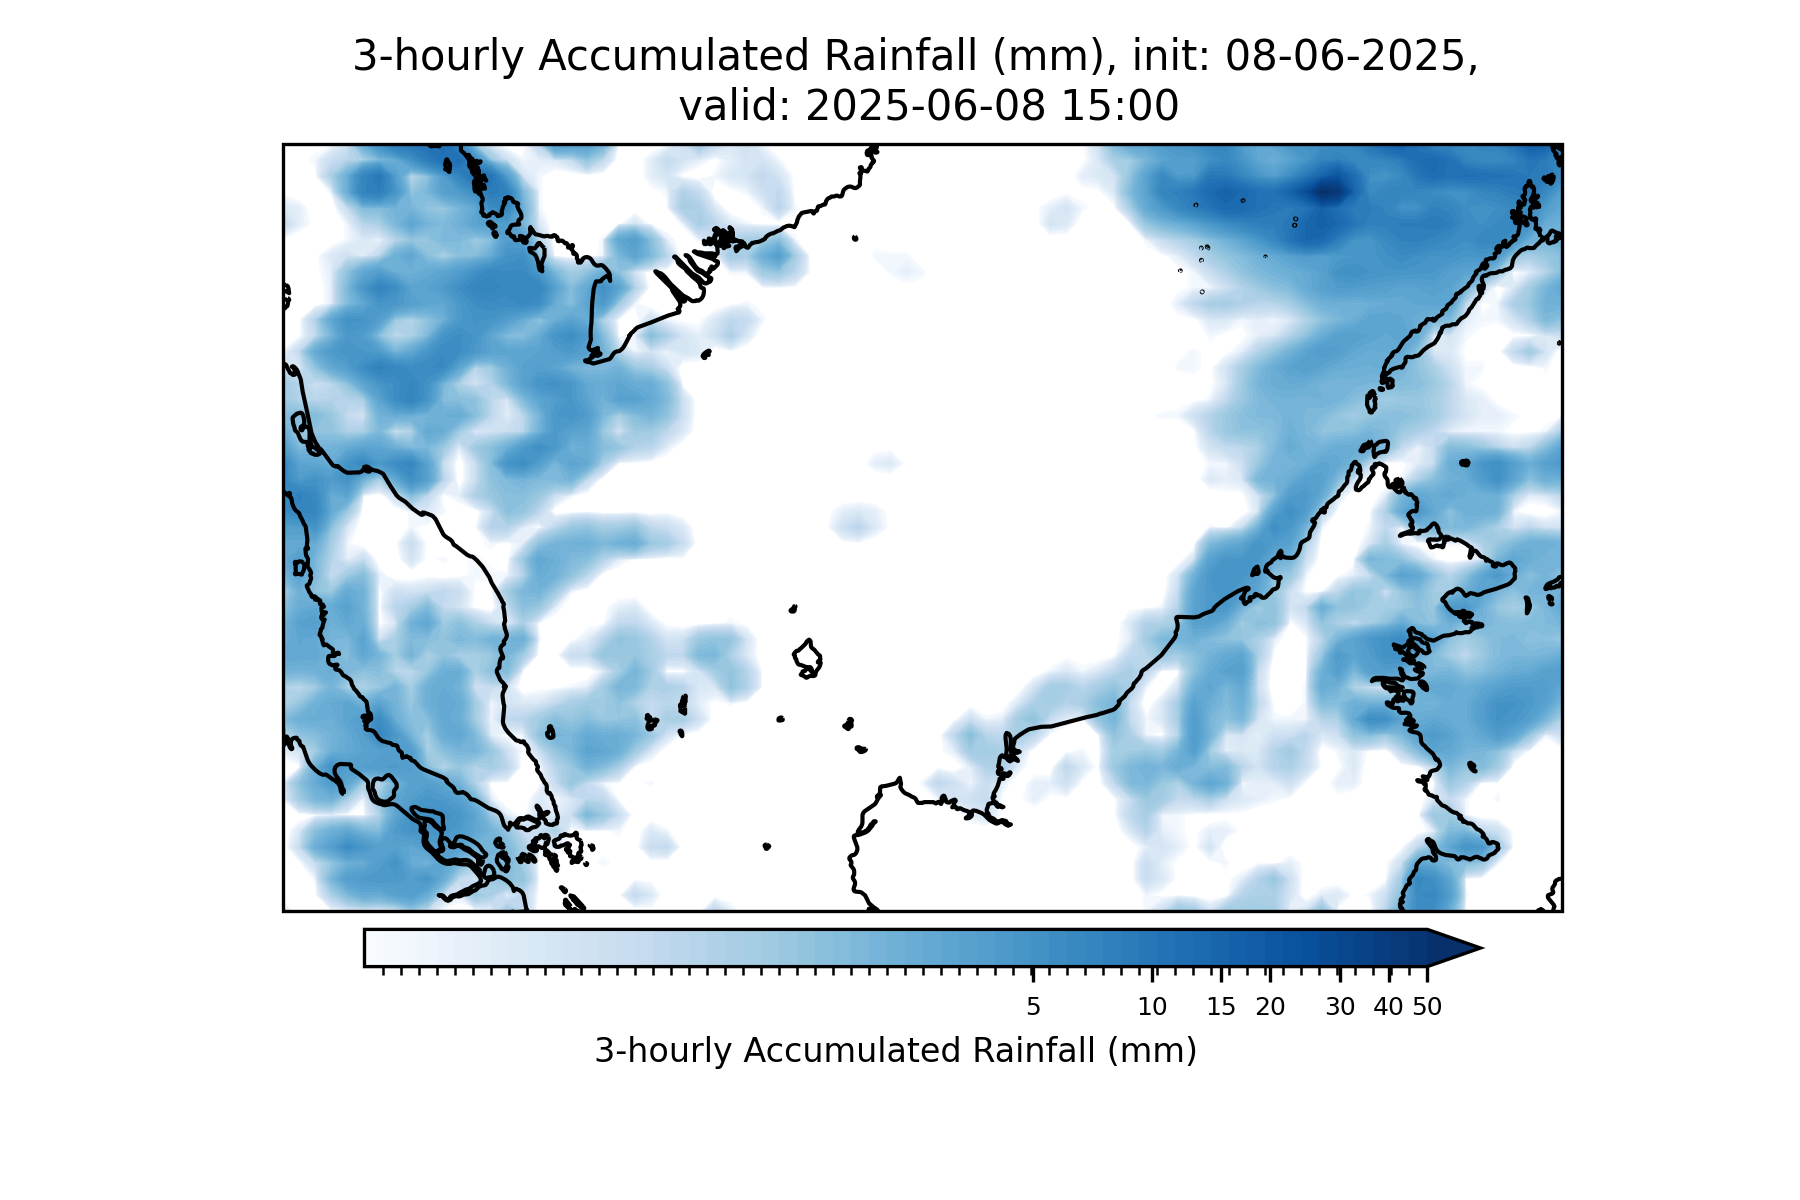 3-hourly Accumulated Rainfall (mm), init: 08-06-2025,
valid: 2025-06-08 15:00
5 10 15 20 30 40 50
3-hourly Accumulated Rainfall (mm)